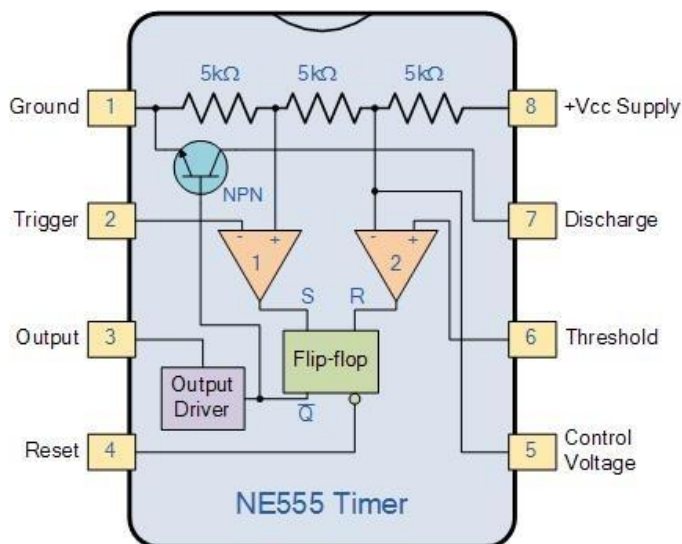 5kΩ 5kΩ 5kΩ
Ground 1
8 +Vcc Supply
NPN
Trigger 2
7 Discharge
- +
- +
1
2
S R
Output 3
6 Threshold
Flip-flop
Output
Driver
Q̅
Reset 4
5 Control
Voltage
NE555 Timer